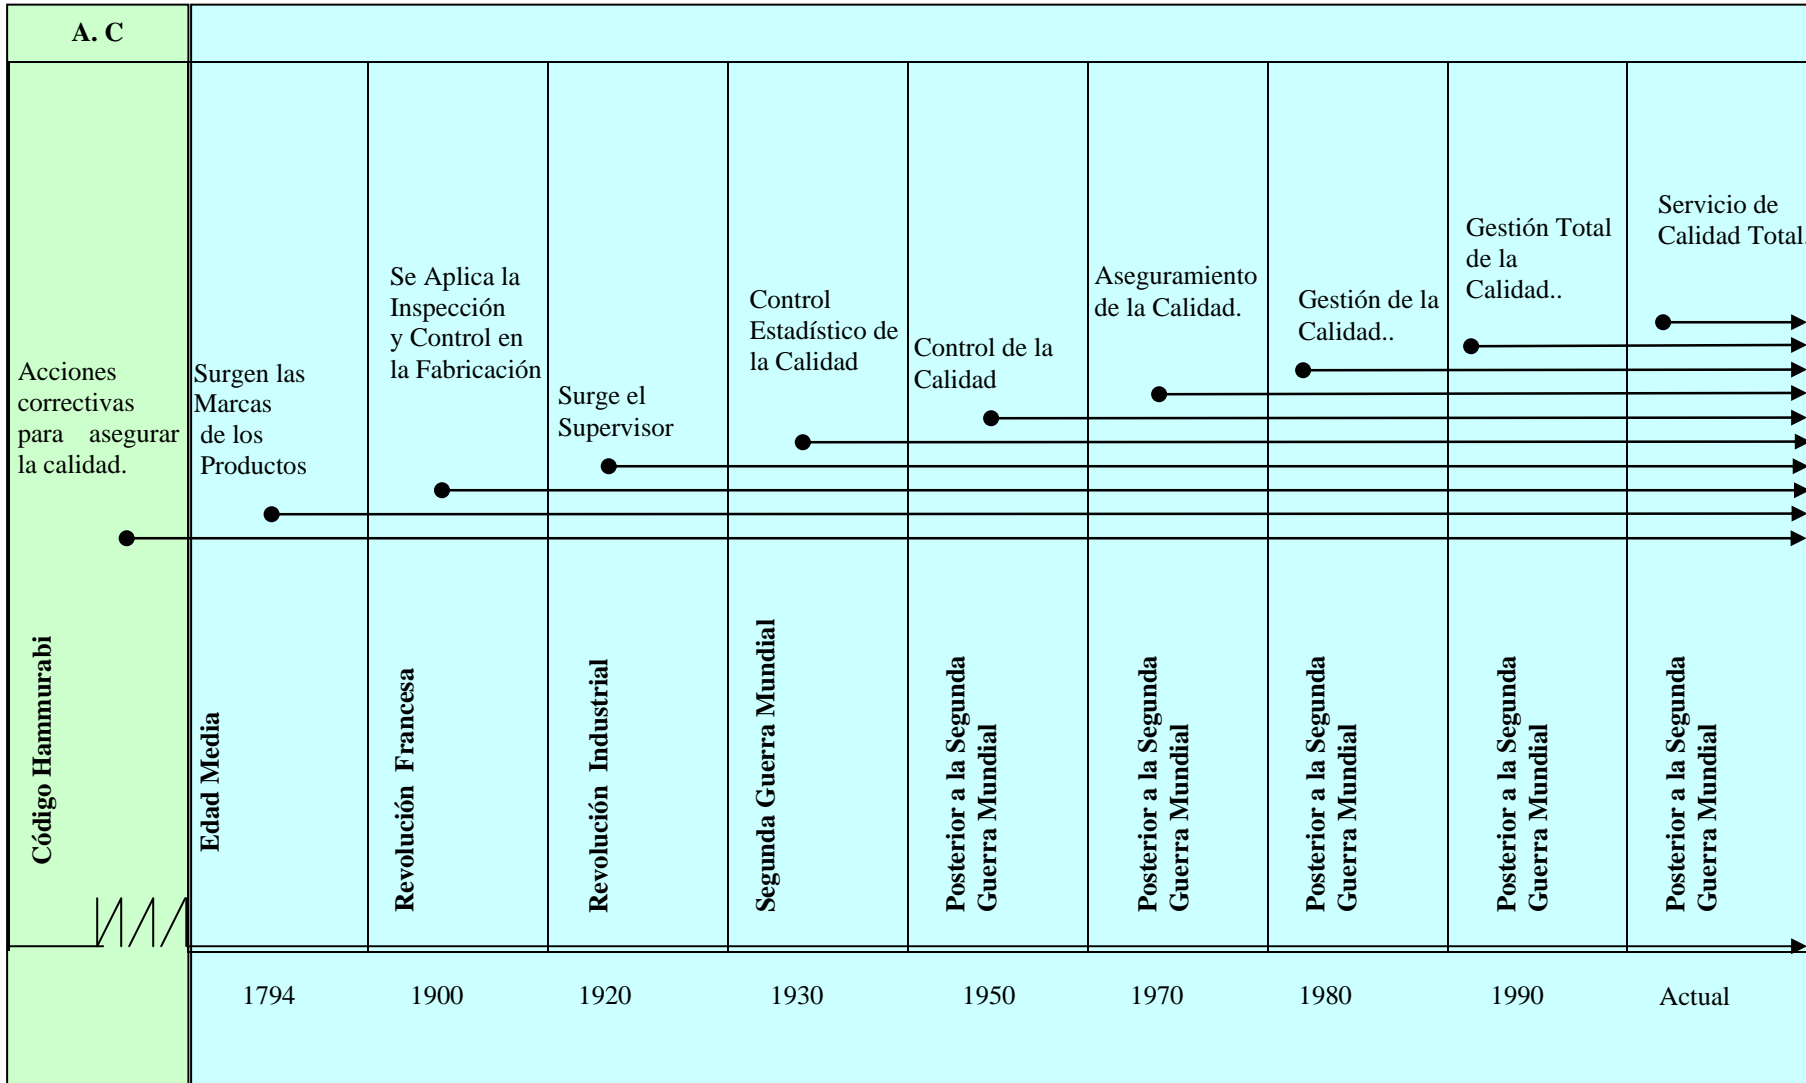 A. C
Acciones
correctivas
para asegurar
la calidad.
Surgen las
Marcas
de los
Productos
Se Aplica la
Inspección
y Control en
la Fabricación
Surge el
Supervisor
Control
Estadístico de
la Calidad
Control de la
Calidad
Aseguramiento
de la Calidad.
Gestión de la
Calidad..
Gestión Total
de la
Calidad..
Servicio de
Calidad Total.
Código Hammurabi
Edad Media
Revolución Francesa
Revolución Industrial
Segunda Guerra Mundial
Posterior a la Segunda
Guerra Mundial
Posterior a la Segunda
Guerra Mundial
Posterior a la Segunda
Guerra Mundial
Posterior a la Segunda
Guerra Mundial
Posterior a la Segunda
Guerra Mundial
1794
1900
1920
1930
1950
1970
1980
1990
Actual